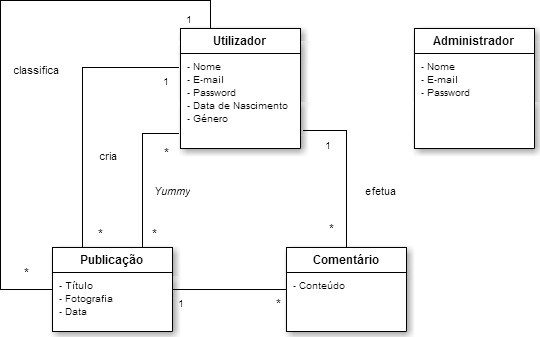 1
Utilizador
- Nome
- E-mail
- Password
- Data de Nascimento
- Género
Administrador
- Nome
- E-mail
- Password
classifica
1
cria
*
Yummy
1
efetua
*
*
*
*
Publicação
- Título
- Fotografia
- Data
Comentário
- Conteúdo
1
*